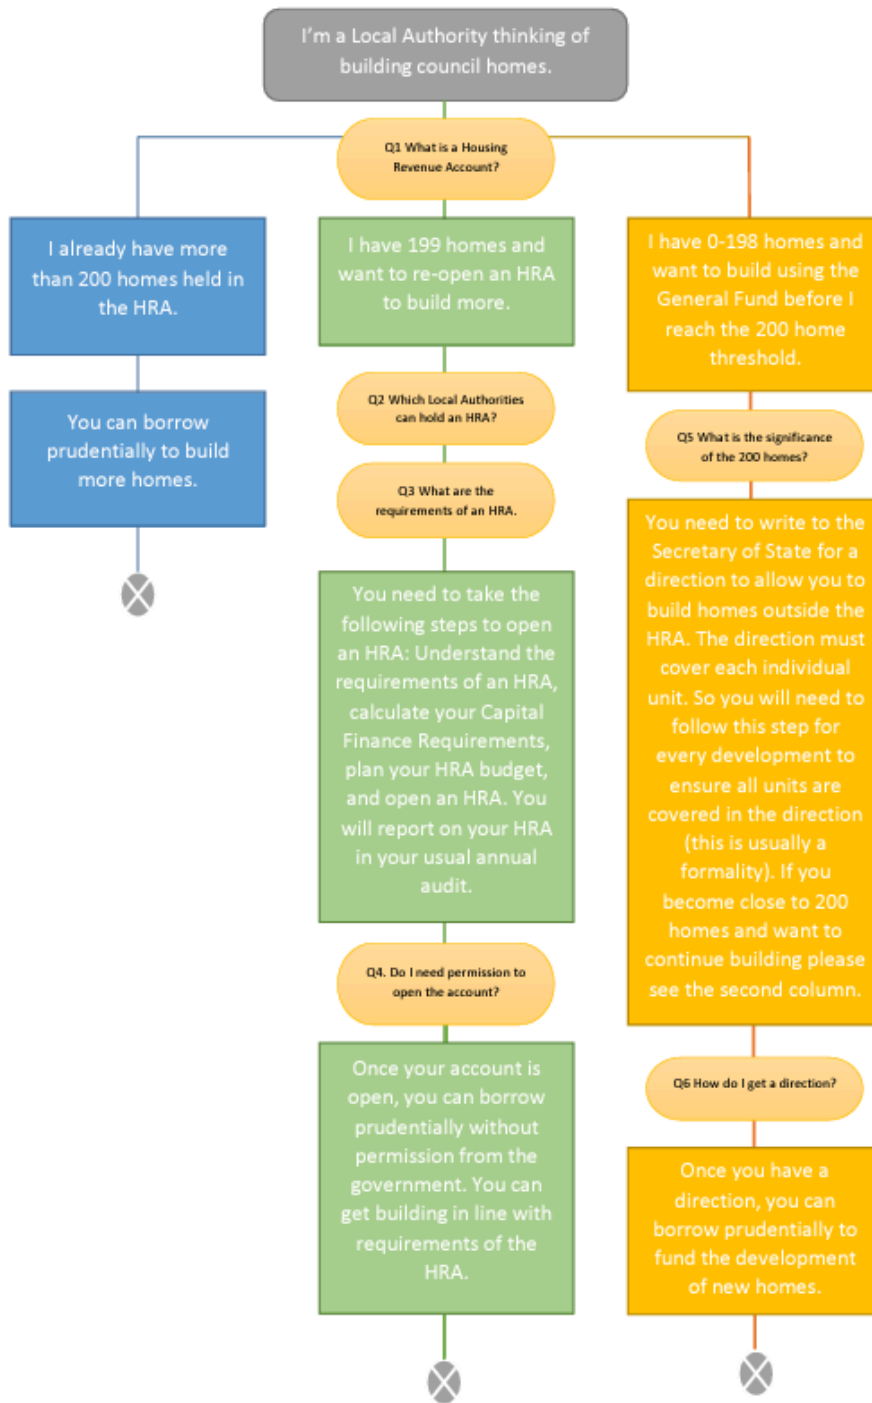 I'm a Local Authority thinking of
building council homes.
Q1 What is a Housing
Revenue Account?
I already have more
than 200 homes held in
the HRA.
You can borrow
prudentially to build
more homes.
I have 199 homes and
want to re-open an HRA
to build more.
Q2 Which Local Authorities
can hold an HRA?
Q3 What are the
requirements of an HRA.
You need to take the
following steps to open
an HRA: Understand the
requirements of an HRA,
calculate your Capital
Finance Requirements,
plan your HRA budget,
and open an HRA. You
will report on your HRA
in your usual annual
audit.
Q4. Do I need permission to
open the account?
Once your account is
open, you can borrow
prudentially without
permission from the
government. You can
get building in line with
requirements of the
HRA.
I have 0-198 homes and
want to build using the
General Fund before I
reach the 200 home
threshold.
Q5 What is the significance
of the 200 homes?
You need to write to the
Secretary of State for a
direction to allow you to
build homes outside the
HRA. The direction must
cover each individual
unit. So you will need to
follow this step for
every development to
ensure all units are
covered in the direction
(this is usually a
formality). If you
become close to 200
homes and want to
continue building please
see the second column.
Q6 How do I get a direction?
Once you have a
direction, you can
borrow prudentially to
fund the development
of new homes.